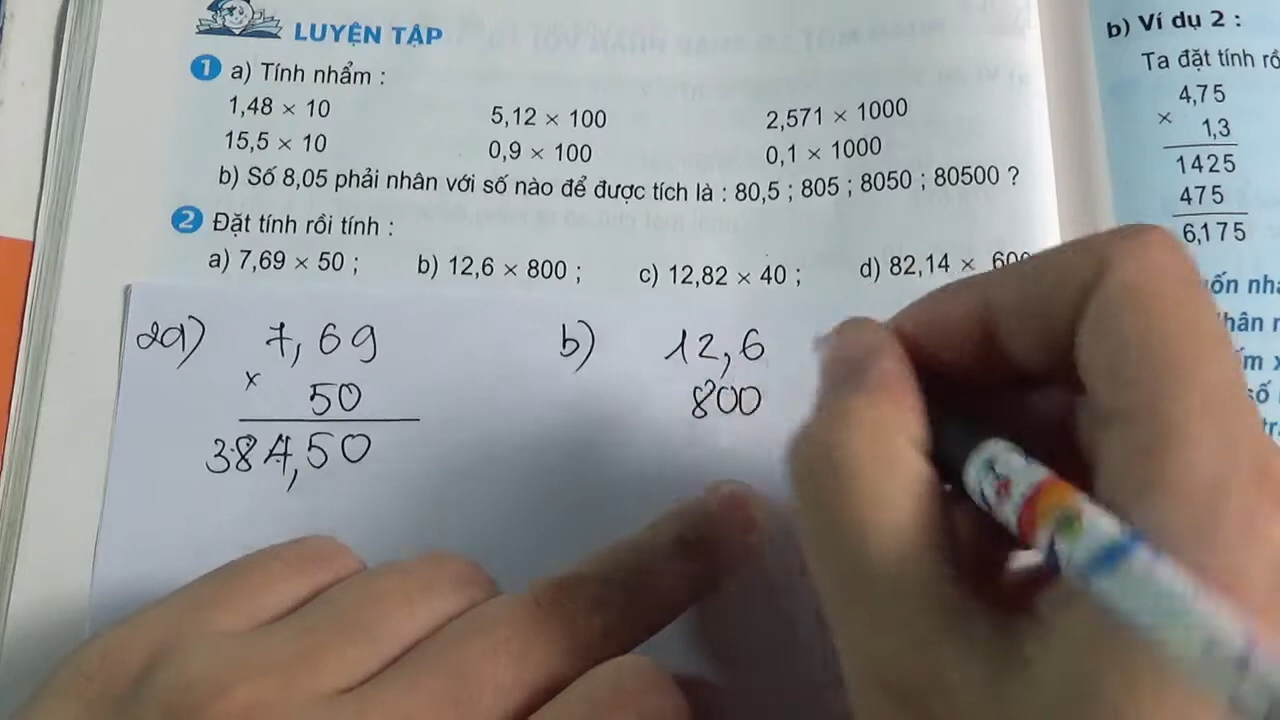 LUYỆN TẬP
1 a) Tính nhẩm :
1,48 × 10 5,12 × 100 2,571 × 1000
15,5 × 10 0,9 × 100 0,1 × 1000
b) Số 8,05 phải nhân với số nào để được tích là : 80,5 ; 805 ; 8050 ; 80500 ?
2 Đặt tính rồi tính :
a) 7,69 × 50 ; b) 12,6 × 800 ; c) 12,82 × 40 ; d) 82,14 × 600
2a) 7,69
×
50
384,50
b) 12,6
800
b) Ví dụ 2 :
Ta đặt tính
4,75
×
1,3
1425
475
6,175